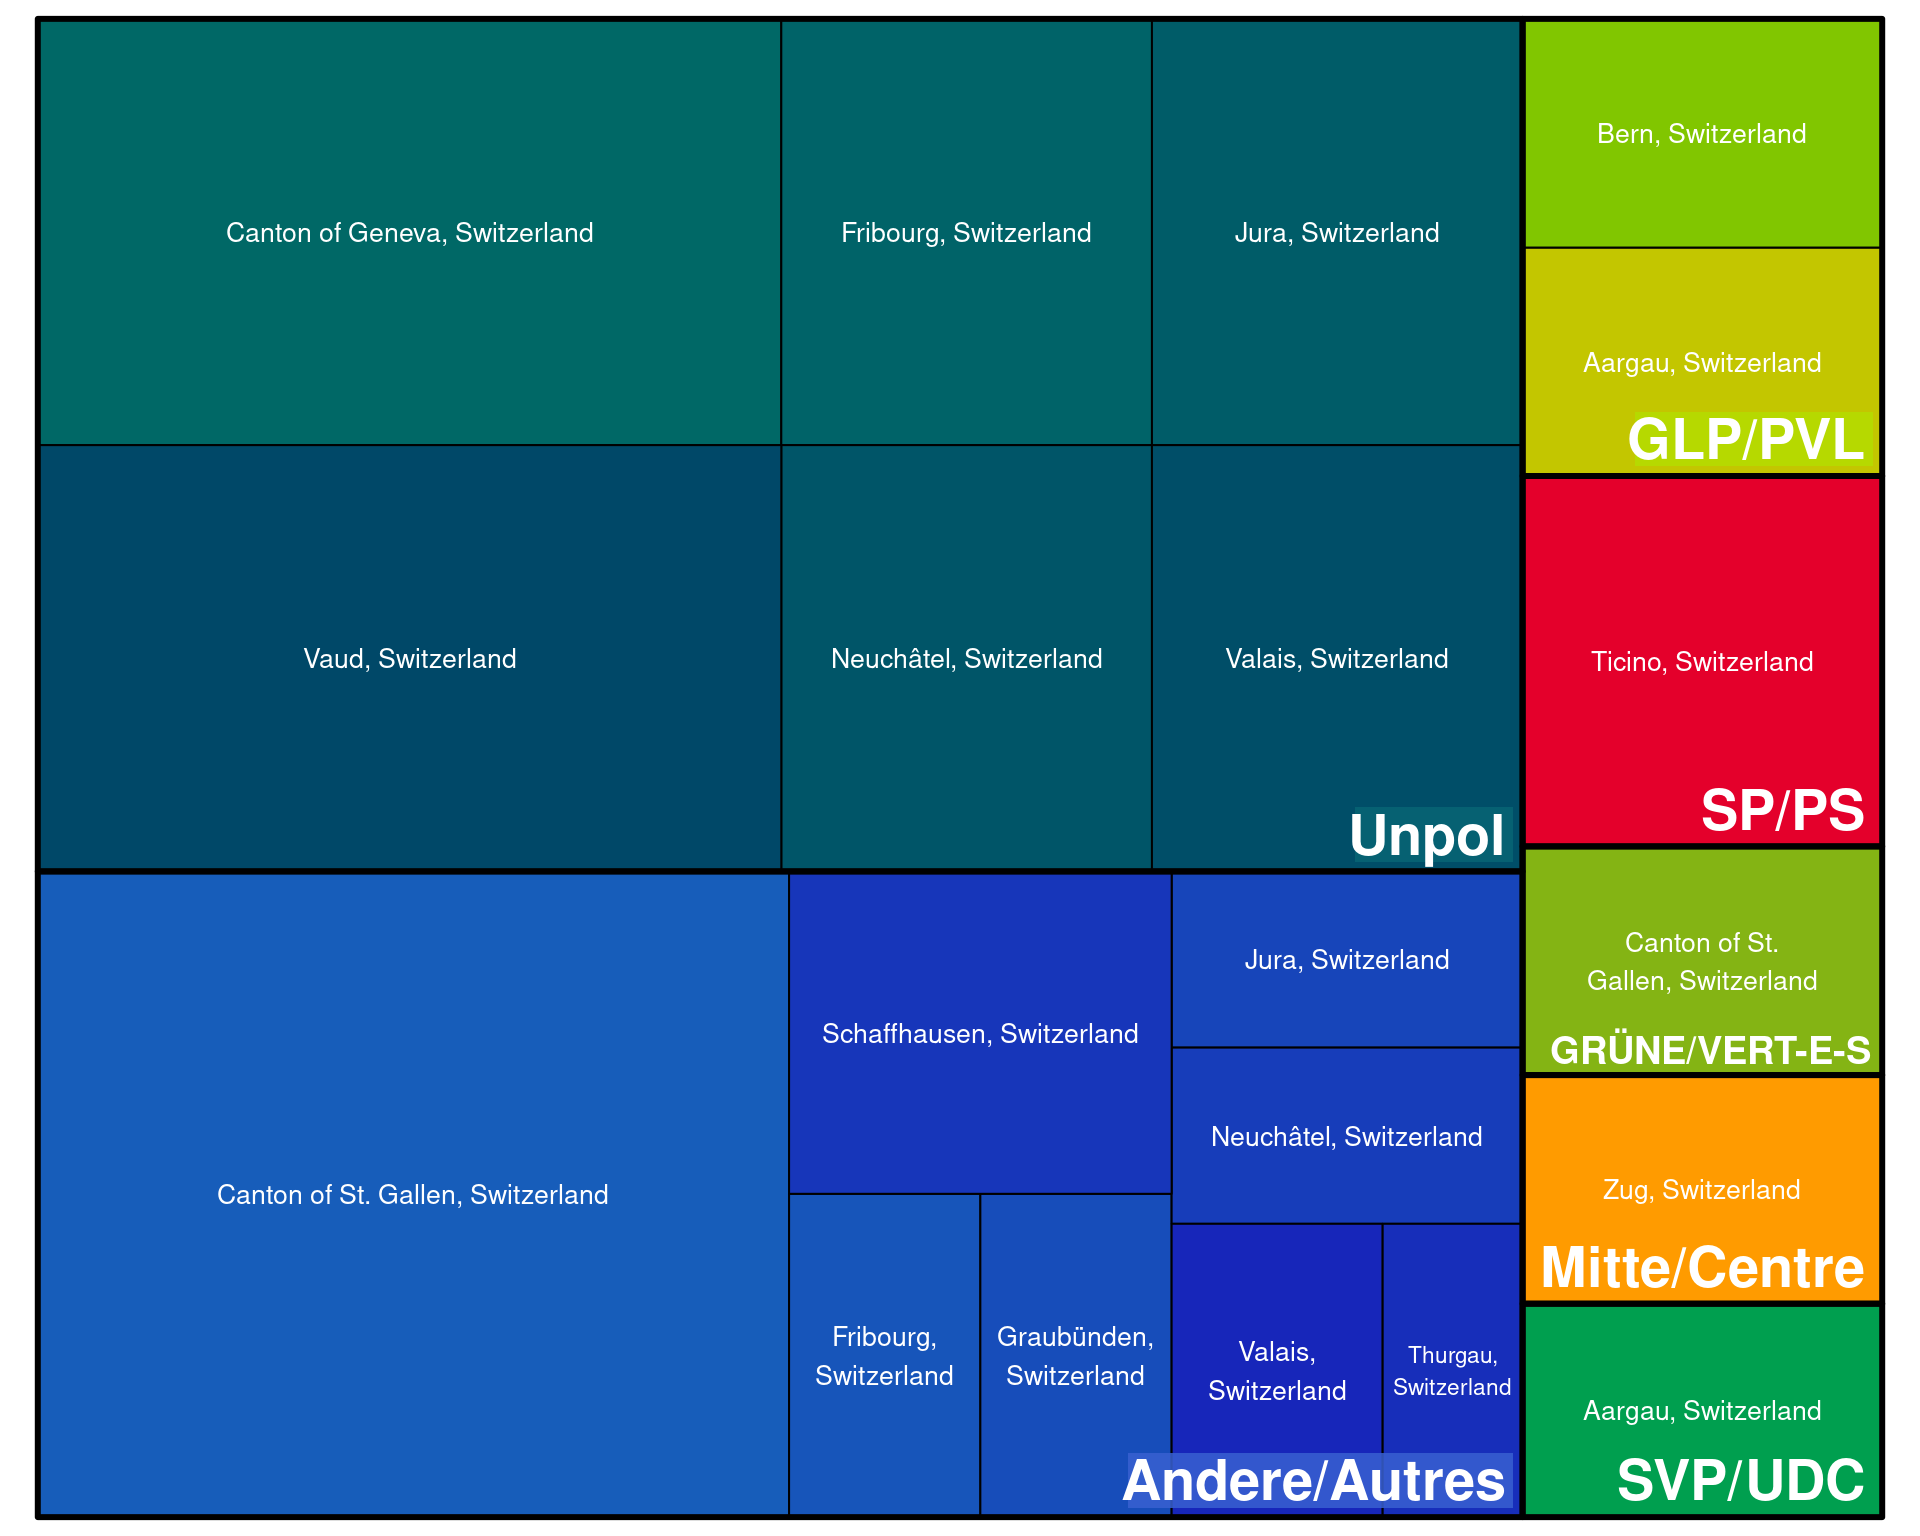 Canton of Geneva, Switzerland
Fribourg, Switzerland
Jura, Switzerland
Vaud, Switzerland
Neuchâtel, Switzerland
Valais, Switzerland
Unpol
Canton of St. Gallen, Switzerland
Schaffhausen, Switzerland
Jura, Switzerland
Neuchâtel, Switzerland
Fribourg,
Switzerland
Graubünden,
Switzerland
Valais,
Switzerland
Thurgau,
Switzerland
Andere/Autres
Bern, Switzerland
Aargau, Switzerland
GLP/PVL
Ticino, Switzerland
SP/PS
Canton of St.
Gallen, Switzerland
GRÜNE/VERT-E-S
Zug, Switzerland
Mitte/Centre
Aargau, Switzerland
SVP/UDC